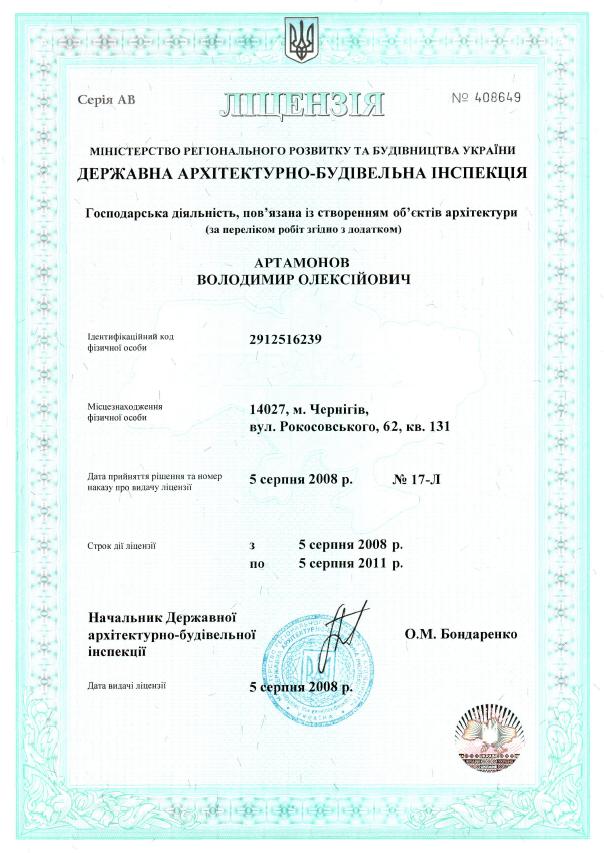 Серія АВ
ЛІЦЕНЗІЯ
№ 408649
МІНІСТЕРСТВО РЕГІОНАЛЬНОГО РОЗВИТКУ ТА БУДІВНИЦТВА УКРАЇНИ
ДЕРЖАВНА АРХІТЕКТУРНО-БУДІВЕЛЬНА ІНСПЕКЦІЯ
Господарська діяльність, пов’язана із створенням об’єктів архітектури
(за переліком робіт згідно з додатком)
АРТАМОНОВ
ВОЛОДИМИР ОЛЕКСІЙОВИЧ
Ідентифікаційний код
фізичної особи
2912516239
Місцезнаходження
фізичної особи
14027, м. Чернігів,
вул. Рокосовського, 62, кв. 131
Дата прийняття рішення та номер
наказу про видачу ліцензії
5 серпня 2008 р. № 17-Л
Строк дії ліцензії
з 5 серпня 2008 р.
по 5 серпня 2011 р.
Начальник Державної
архітектурно-будівельної
інспекції
О.М. Бондаренко
Дата видачі ліцензії
5 серпня 2008 р.